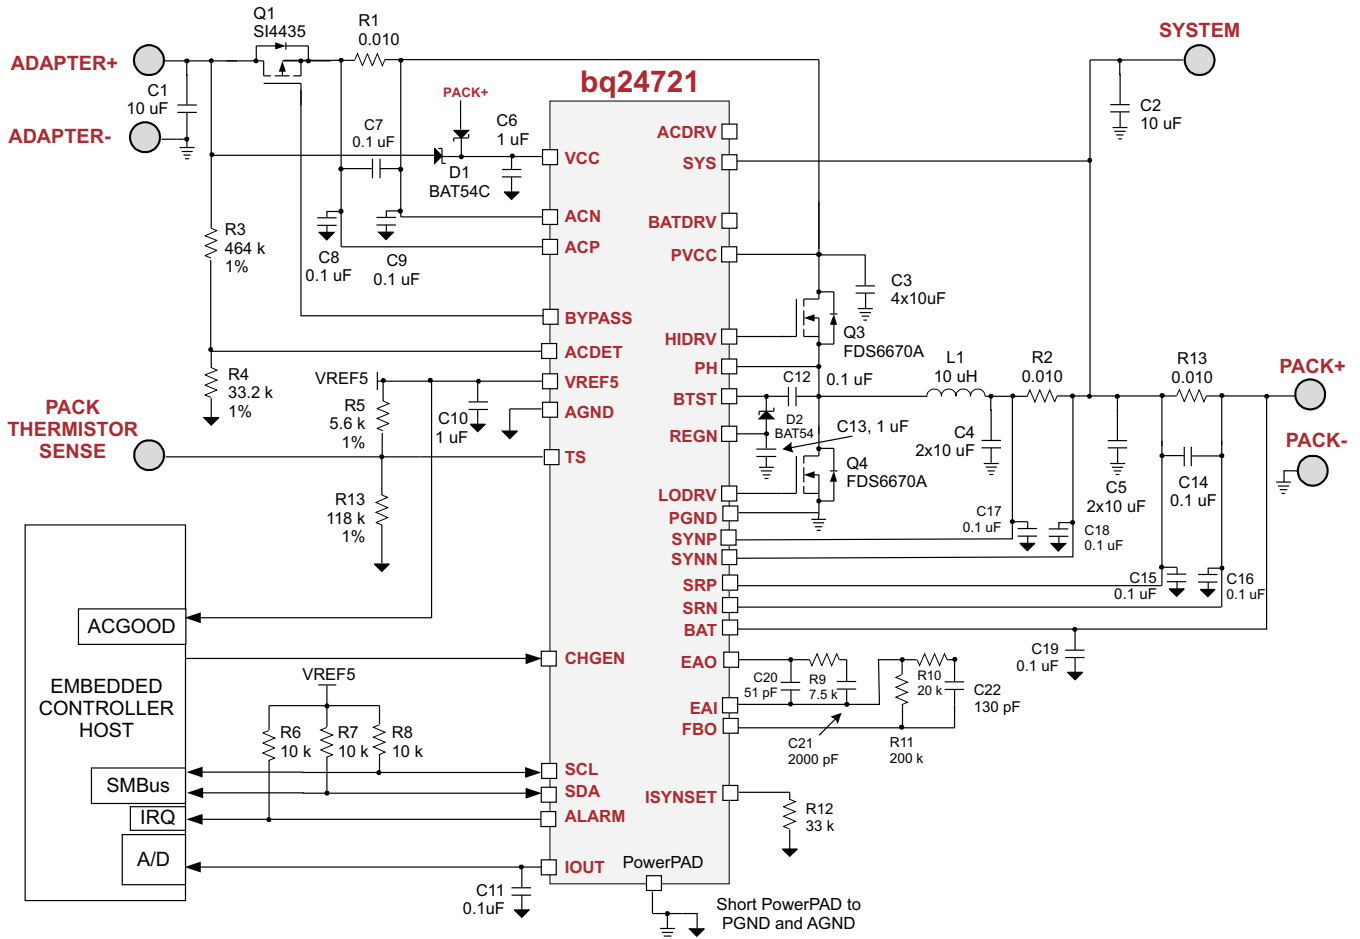 Q1
SI4435
R1
0.010
ADAPTER+
C1
10 uF
ADAPTER-
SYSTEM
C2
10 uF
bq24721
PACK+
C6
1 uF
C7
0.1 uF
D1
BAT54C
VCC
ACN
ACP
BYPASS
ACDET
VREF5
AGND
TS
CHGEN
SCL
SDA
ALARM
IOUT
ACDRV
SYS
BATDRV
PVCC
HIDRV
PH
BTST
REGN
LODRV
PGND
SYNP
SYNN
SRP
SRN
BAT
EAO
EAI
FBO
ISYNSET
PowerPAD
R3
464 k
1%
C8
0.1 uF
C9
0.1 uF
R4
33.2 k
1%
VREF5
R5
5.6 k
1%
C10
1 uF
PACK
THERMISTOR
SENSE
R13
118 k
1%
C3
4x10uF
Q3
FDS6670A
C12
0.1 uF
D2
BAT54
C13, 1 uF
Q4
FDS6670A
L1
10 uH
R2
0.010
R13
0.010
PACK+
PACK-
C4
2x10 uF
C5
2x10 uF
C14
0.1 uF
C17
0.1 uF
C18
0.1 uF
C15
0.1 uF
C16
0.1 uF
C19
0.1 uF
C20
51 pF
R9
7.5 k
R10
20 k
C22
130 pF
C21
2000 pF
R11
200 k
R12
33 k
ACGOOD
EMBEDDED
CONTROLLER
HOST
VREF5
R6
10 k
R7
10 k
R8
10 k
SMBus
IRQ
A/D
C11
0.1uF
Short PowerPAD to
PGND and AGND